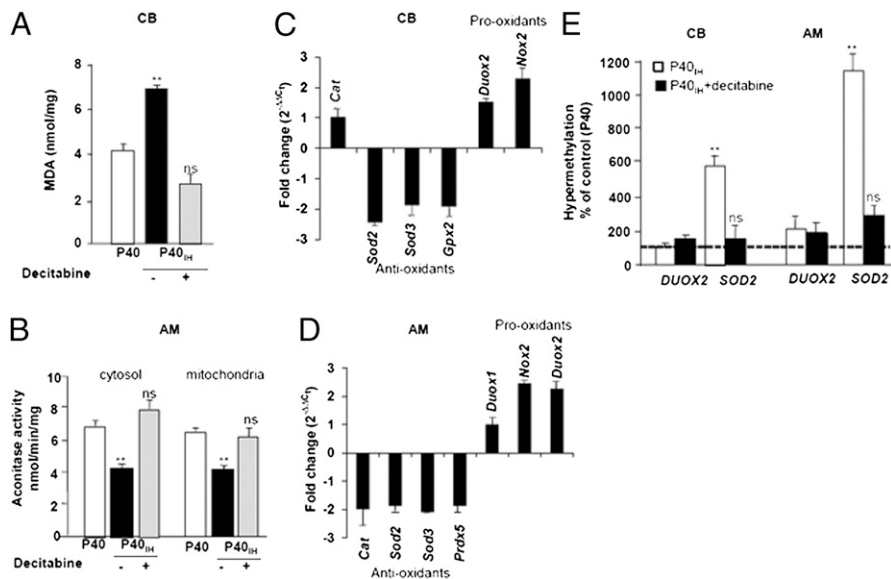 A
CB
MDA (nmol/mg)
8
6
4
2
0
**
ns
P40
P40IH
Decitabine
-
+
B
AM
cytosol
mitochondria
Aconitase activity
nmol/min/mg
10
8
6
4
2
0
**
ns
**
ns
P40
P40IH
P40
P40IH
Decitabine
-
+
-
+
C
CB
Pro-oxidants
Fold change (2-ΔΔCt)
3
2
1
0
-1
-2
-3
Cat
Sod2
Sod3
Gpx2
Duox2
Nox2
Anti-oxidants
D
AM
Pro-oxidants
Fold change (2-ΔΔCt)
3
2
1
0
-1
-2
-3
Cat
Sod2
Sod3
Prdx5
Duox1
Nox2
Duox2
Anti-oxidants
E
CB
AM
P40IH
P40IH+decitabine
Hypermethylation
% of control (P40)
1200
1000
800
600
400
200
0
**
ns
**
ns
DUOX2
SOD2
DUOX2
SOD2